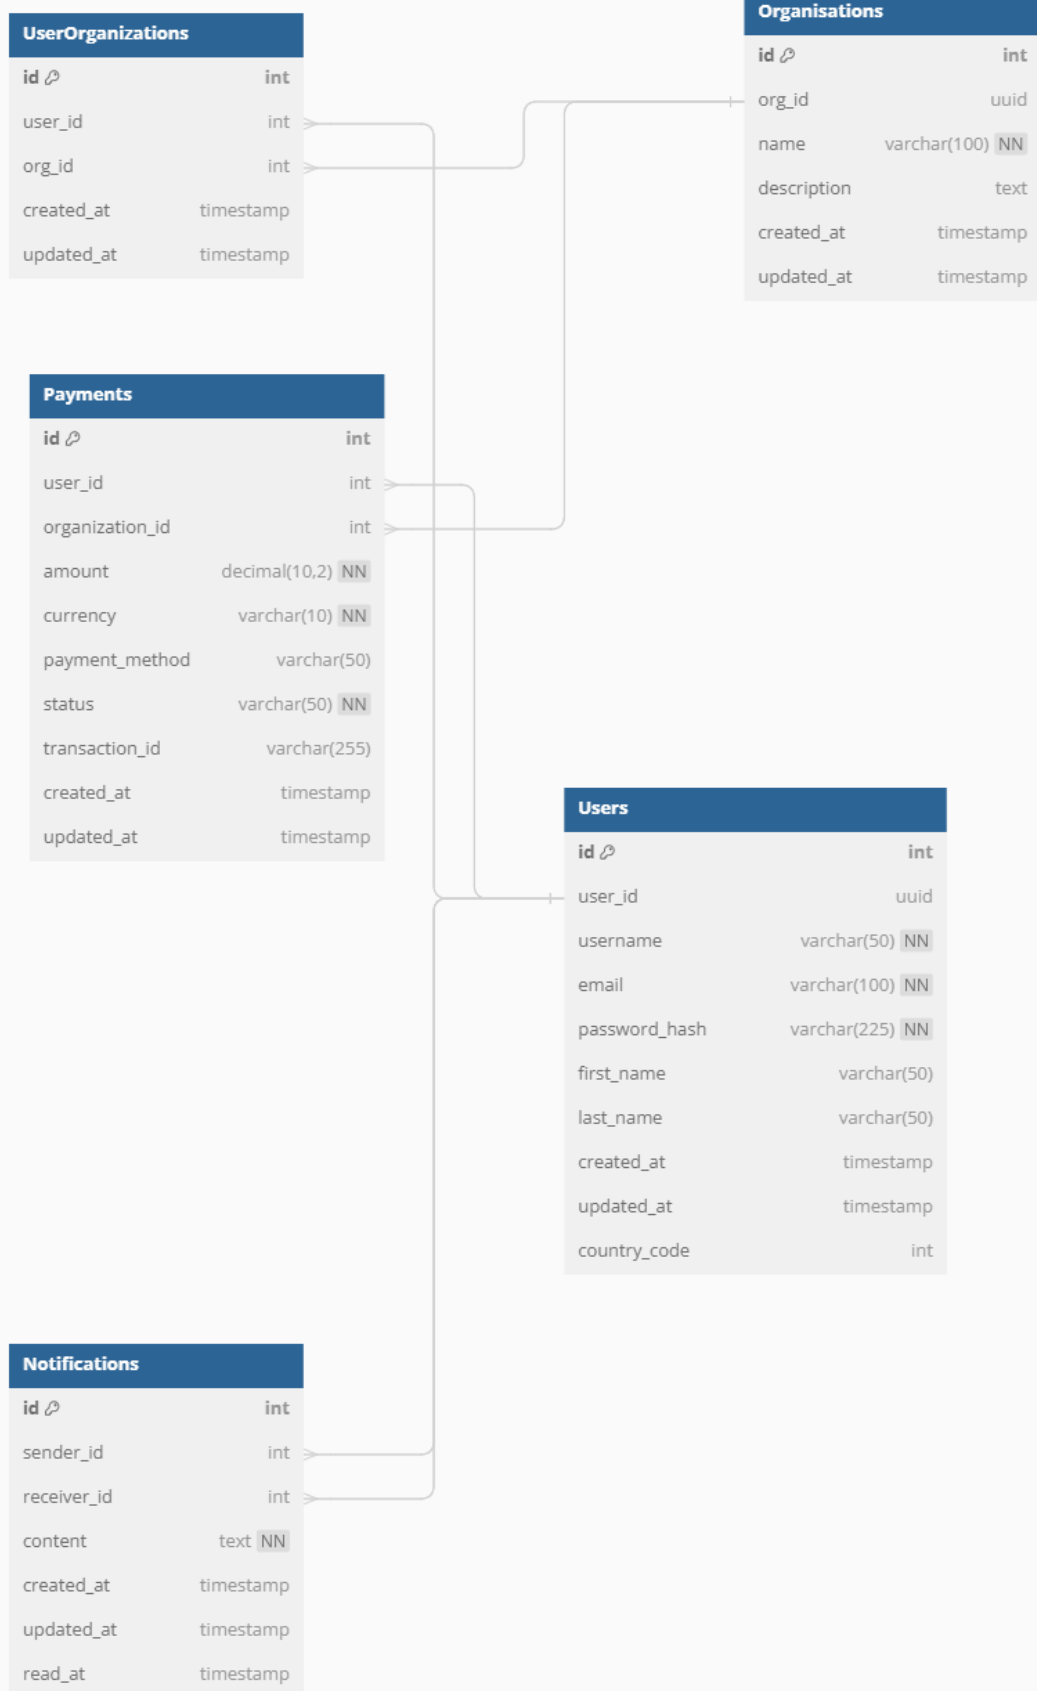 UserOrganizations
id int
user_id int
org_id int
created_at timestamp
updated_at timestamp
Organisations
id int
org_id uuid
name varchar(100) NN
description text
created_at timestamp
updated_at timestamp
Payments
id int
user_id int
organization_id int
amount decimal(10,2) NN
currency varchar(10) NN
payment_method varchar(50)
status varchar(50) NN
transaction_id varchar(255)
created_at timestamp
updated_at timestamp
Users
id int
user_id uuid
username varchar(50) NN
email varchar(100) NN
password_hash varchar(225) NN
first_name varchar(50)
last_name varchar(50)
created_at timestamp
updated_at timestamp
country_code int
Notifications
id int
sender_id int
receiver_id int
content text NN
created_at timestamp
updated_at timestamp
read_at timestamp